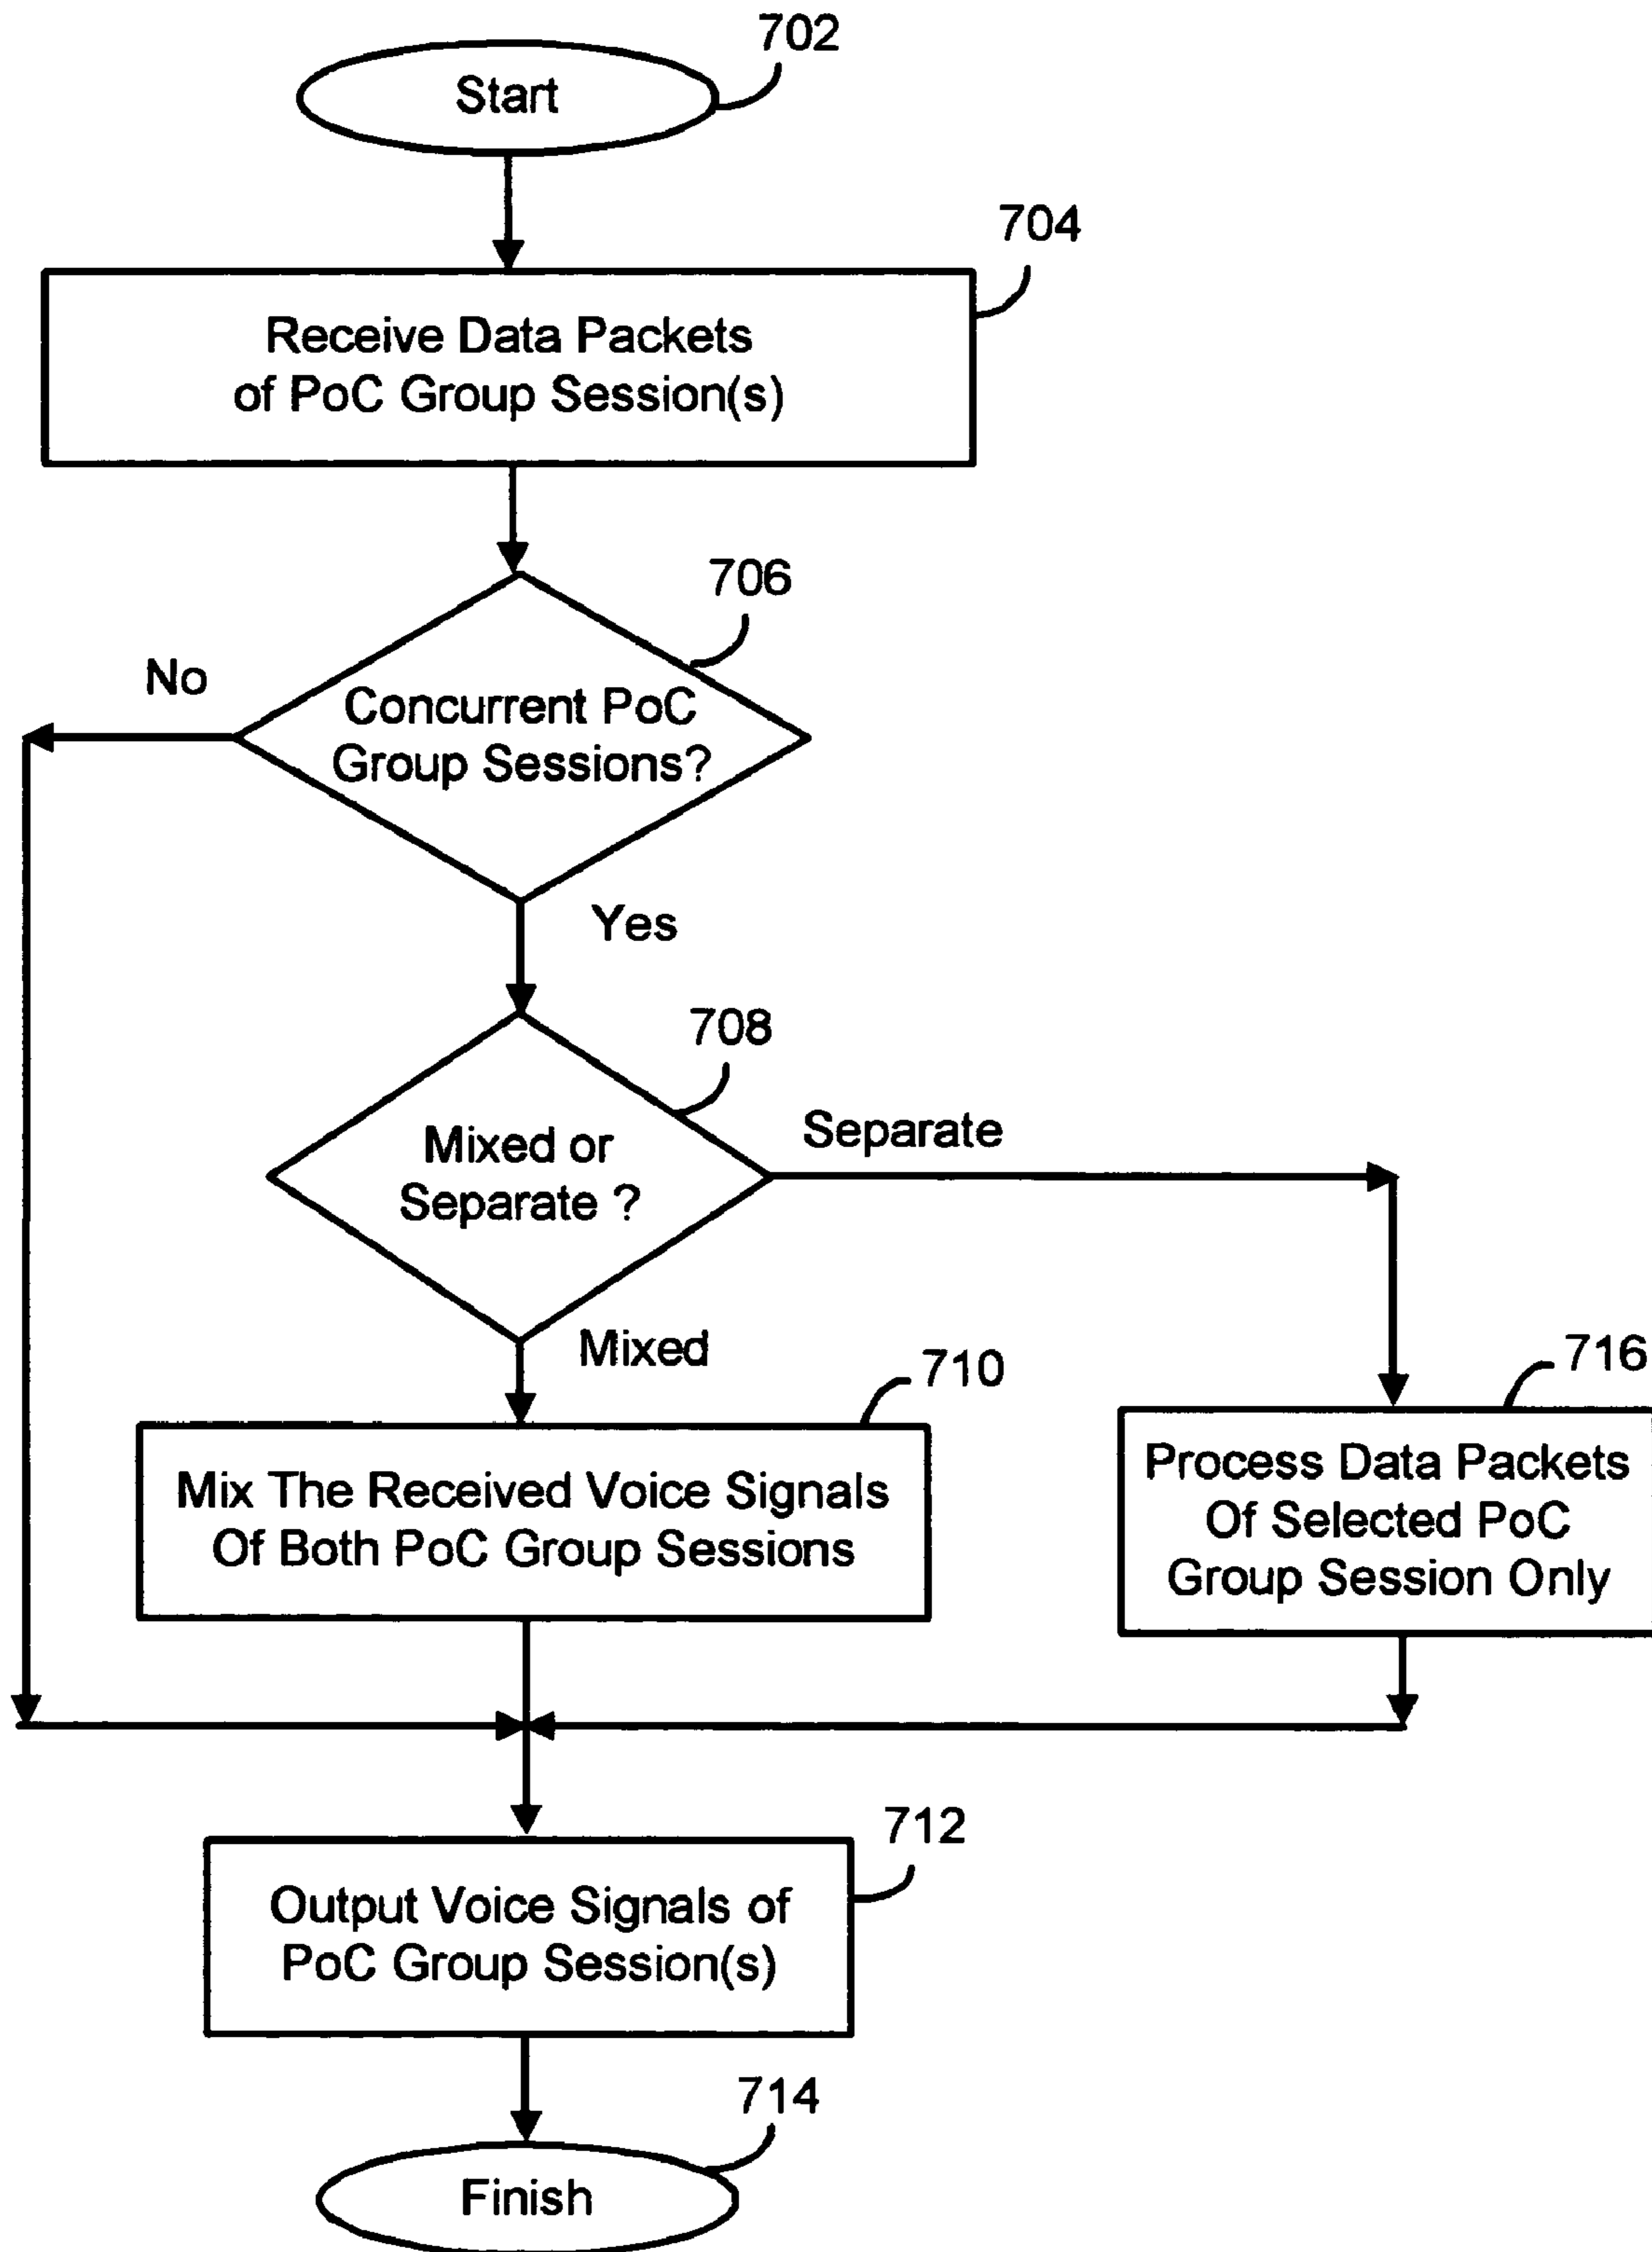 702
Start
704
Receive Data Packets
of PoC Group Session(s)
706
No
Concurrent PoC
Group Sessions?
Yes
708
Separate
Mixed or
Separate ?
Mixed
710
716
Mix The Received Voice Signals
Of Both PoC Group Sessions
Process Data Packets
Of Selected PoC
Group Session Only
712
Output Voice Signals of
PoC Group Session(s)
714
Finish